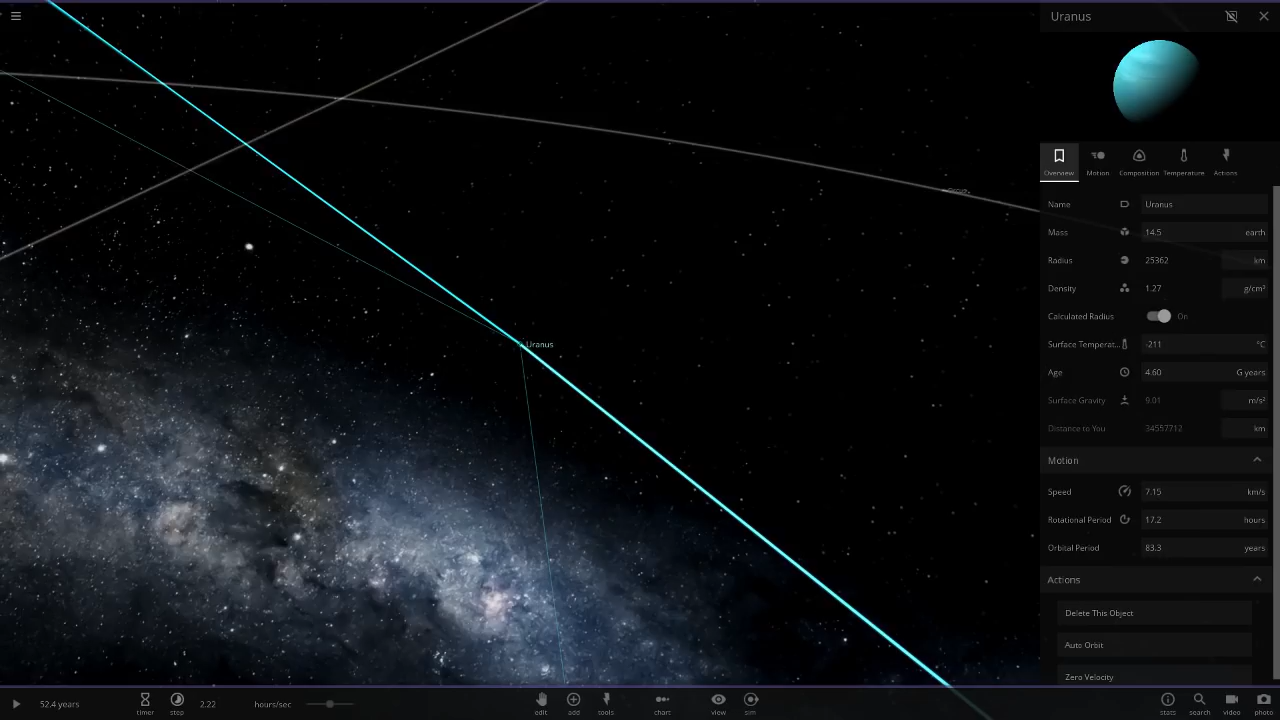 Uranus
Overview
Motion
Composition
Temperature
Actions
Name Uranus
Mass 14.5 earth
Radius 25362 km
Density 1.27 g/cm³
Calculated Radius On
Uranus
Surface Temperat... -211 °C
Age 4.60 G years
Surface Gravity 9.01 m/s²
Distance to You 34557712 km
Motion
Speed 7.15 km/s
Rotational Period 17.2 hours
Orbital Period 83.3 years
Actions
Delete This Object
Auto Orbit
Zero Velocity
52.4 years
timer
step
2.22 hours/sec
edit
add
tools
chart
view
sim
stats
search
video
photo